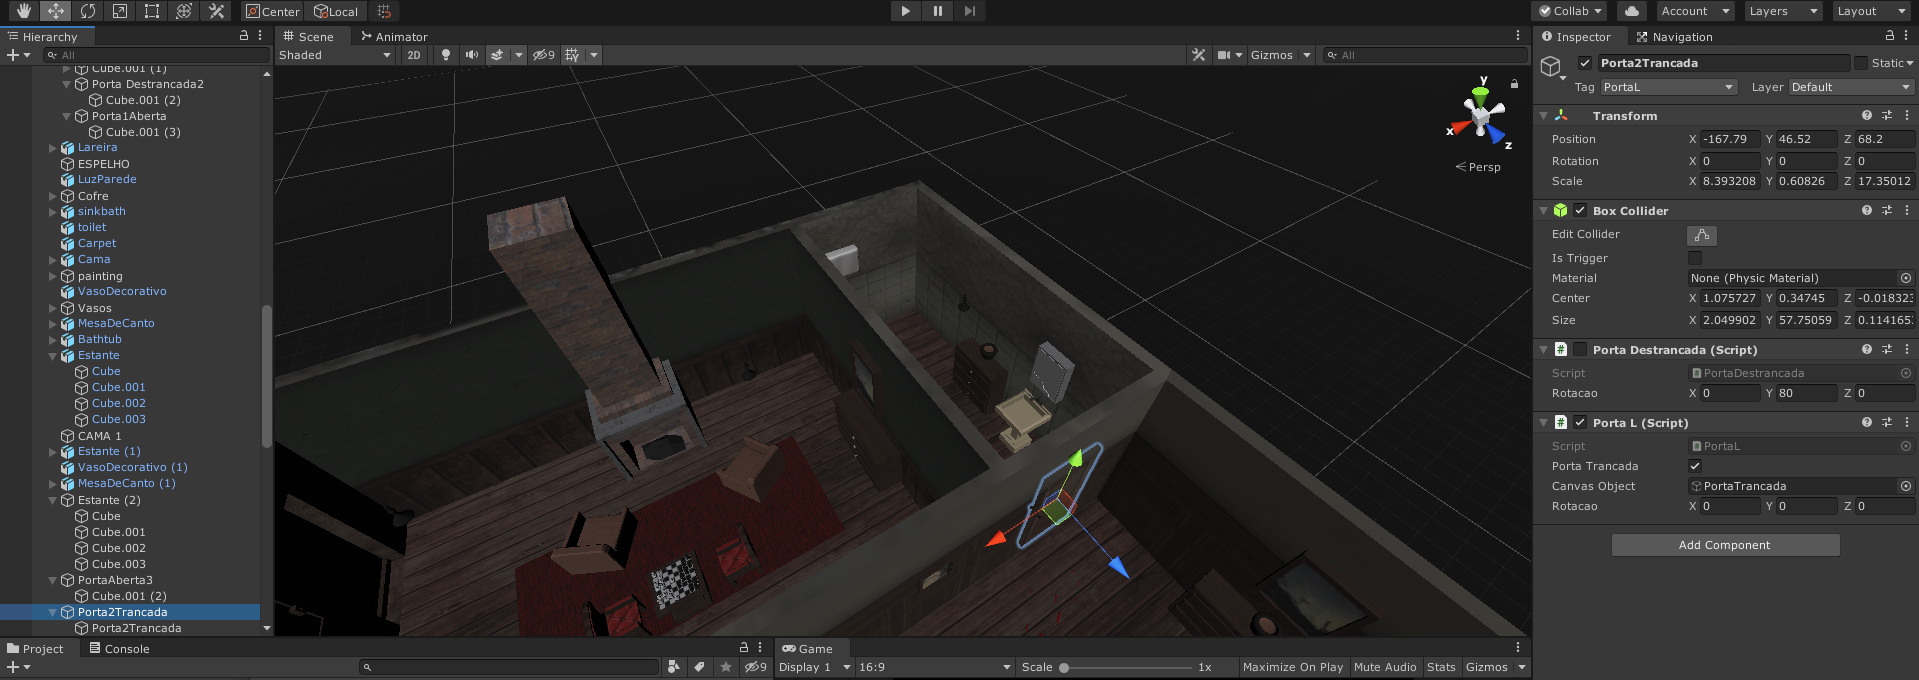 Center Local Collab Account Layers Layout
Hierarchy
All
Cube.001 (1)
Porta Destrancada2
Cube.001 (2)
Porta1Aberta
Cube.001 (3)
Lareira
ESPELHO
LuzParede
Cofre
sinkbath
toilet
Carpet
Cama
painting
VasoDecorativo
Vasos
MesaDeCanto
Bathtub
Estante
Cube
Cube.001
Cube.002
Cube.003
CAMA 1
Estante (1)
VasoDecorativo (1)
MesaDeCanto (1)
Estante (2)
Cube
Cube.001
Cube.002
Cube.003
PortaAberta3
Cube.001 (2)
Porta2Trancada
Porta2Trancada
Scene Animator
Shaded 2D 9 Gizmos All
y
x
z
Persp
Inspector Navigation
Porta2Trancada Static
Tag PortaL Layer Default
Transform
Position X -167.79 Y 46.52 Z 68.2
Rotation X 0 Y 0 Z 0
Scale X 8.393208 Y 0.60826 Z 17.35012
Box Collider
Edit Collider
Is Trigger
Material None (Physic Material)
Center X 1.075727 Y 0.34745 Z -0.018323
Size X 2.049902 Y 57.75059 Z 0.114165
Porta Destrancada (Script)
Script PortaDestrancada
Rotacao X 0 Y 80 Z 0
Porta L (Script)
Script PortaL
Porta Trancada
Canvas Object PortaTrancada
Rotacao X 0 Y 0 Z 0
Add Component
Project Console
9
Game
Display 1 16:9 Scale 1x Maximize On Play Mute Audio Stats Gizmos